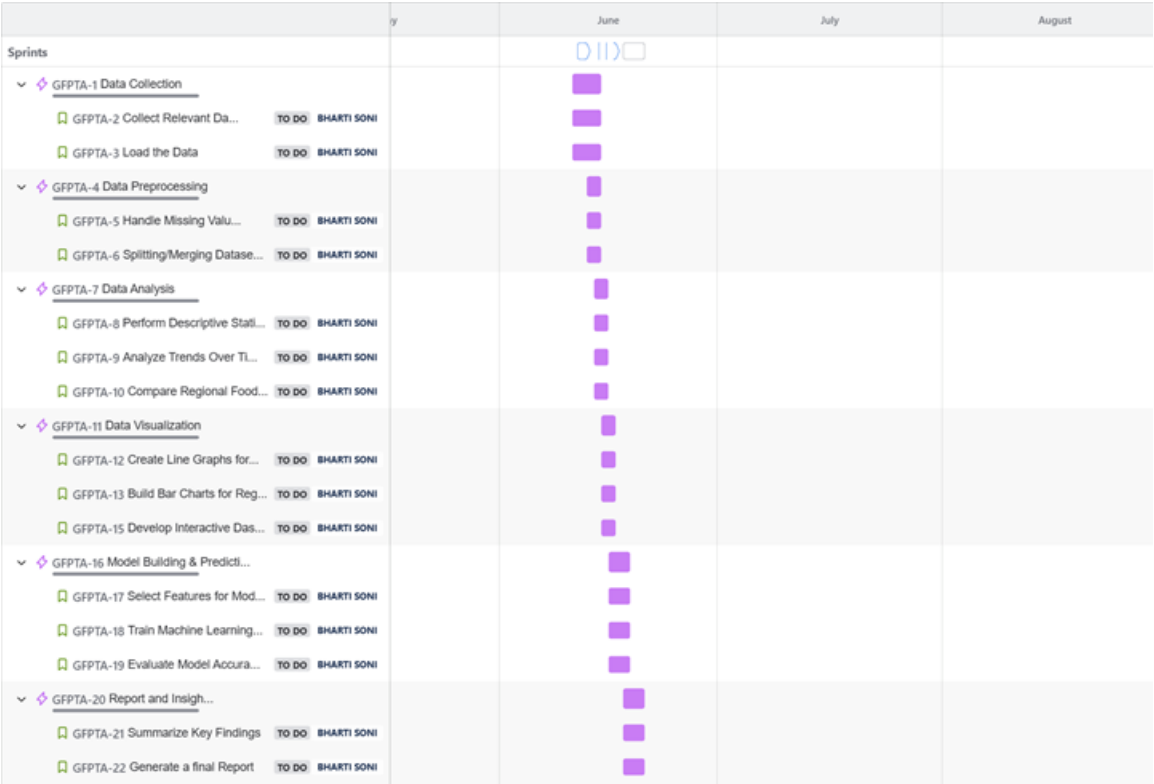 y June July August
Sprints
GFPTA-1 Data Collection
GFPTA-2 Collect Relevant Da... TO DO BHARTI SONI
GFPTA-3 Load the Data TO DO BHARTI SONI
GFPTA-4 Data Preprocessing
GFPTA-5 Handle Missing Valu... TO DO BHARTI SONI
GFPTA-6 Splitting/Merging Datase... TO DO BHARTI SONI
GFPTA-7 Data Analysis
GFPTA-8 Perform Descriptive Stati... TO DO BHARTI SONI
GFPTA-9 Analyze Trends Over Ti... TO DO BHARTI SONI
GFPTA-10 Compare Regional Food... TO DO BHARTI SONI
GFPTA-11 Data Visualization
GFPTA-12 Create Line Graphs for... TO DO BHARTI SONI
GFPTA-13 Build Bar Charts for Reg... TO DO BHARTI SONI
GFPTA-15 Develop Interactive Das... TO DO BHARTI SONI
GFPTA-16 Model Building & Predicti...
GFPTA-17 Select Features for Mod... TO DO BHARTI SONI
GFPTA-18 Train Machine Learning... TO DO BHARTI SONI
GFPTA-19 Evaluate Model Accura... TO DO BHARTI SONI
GFPTA-20 Report and Insigh...
GFPTA-21 Summarize Key Findings TO DO BHARTI SONI
GFPTA-22 Generate a final Report TO DO BHARTI SONI